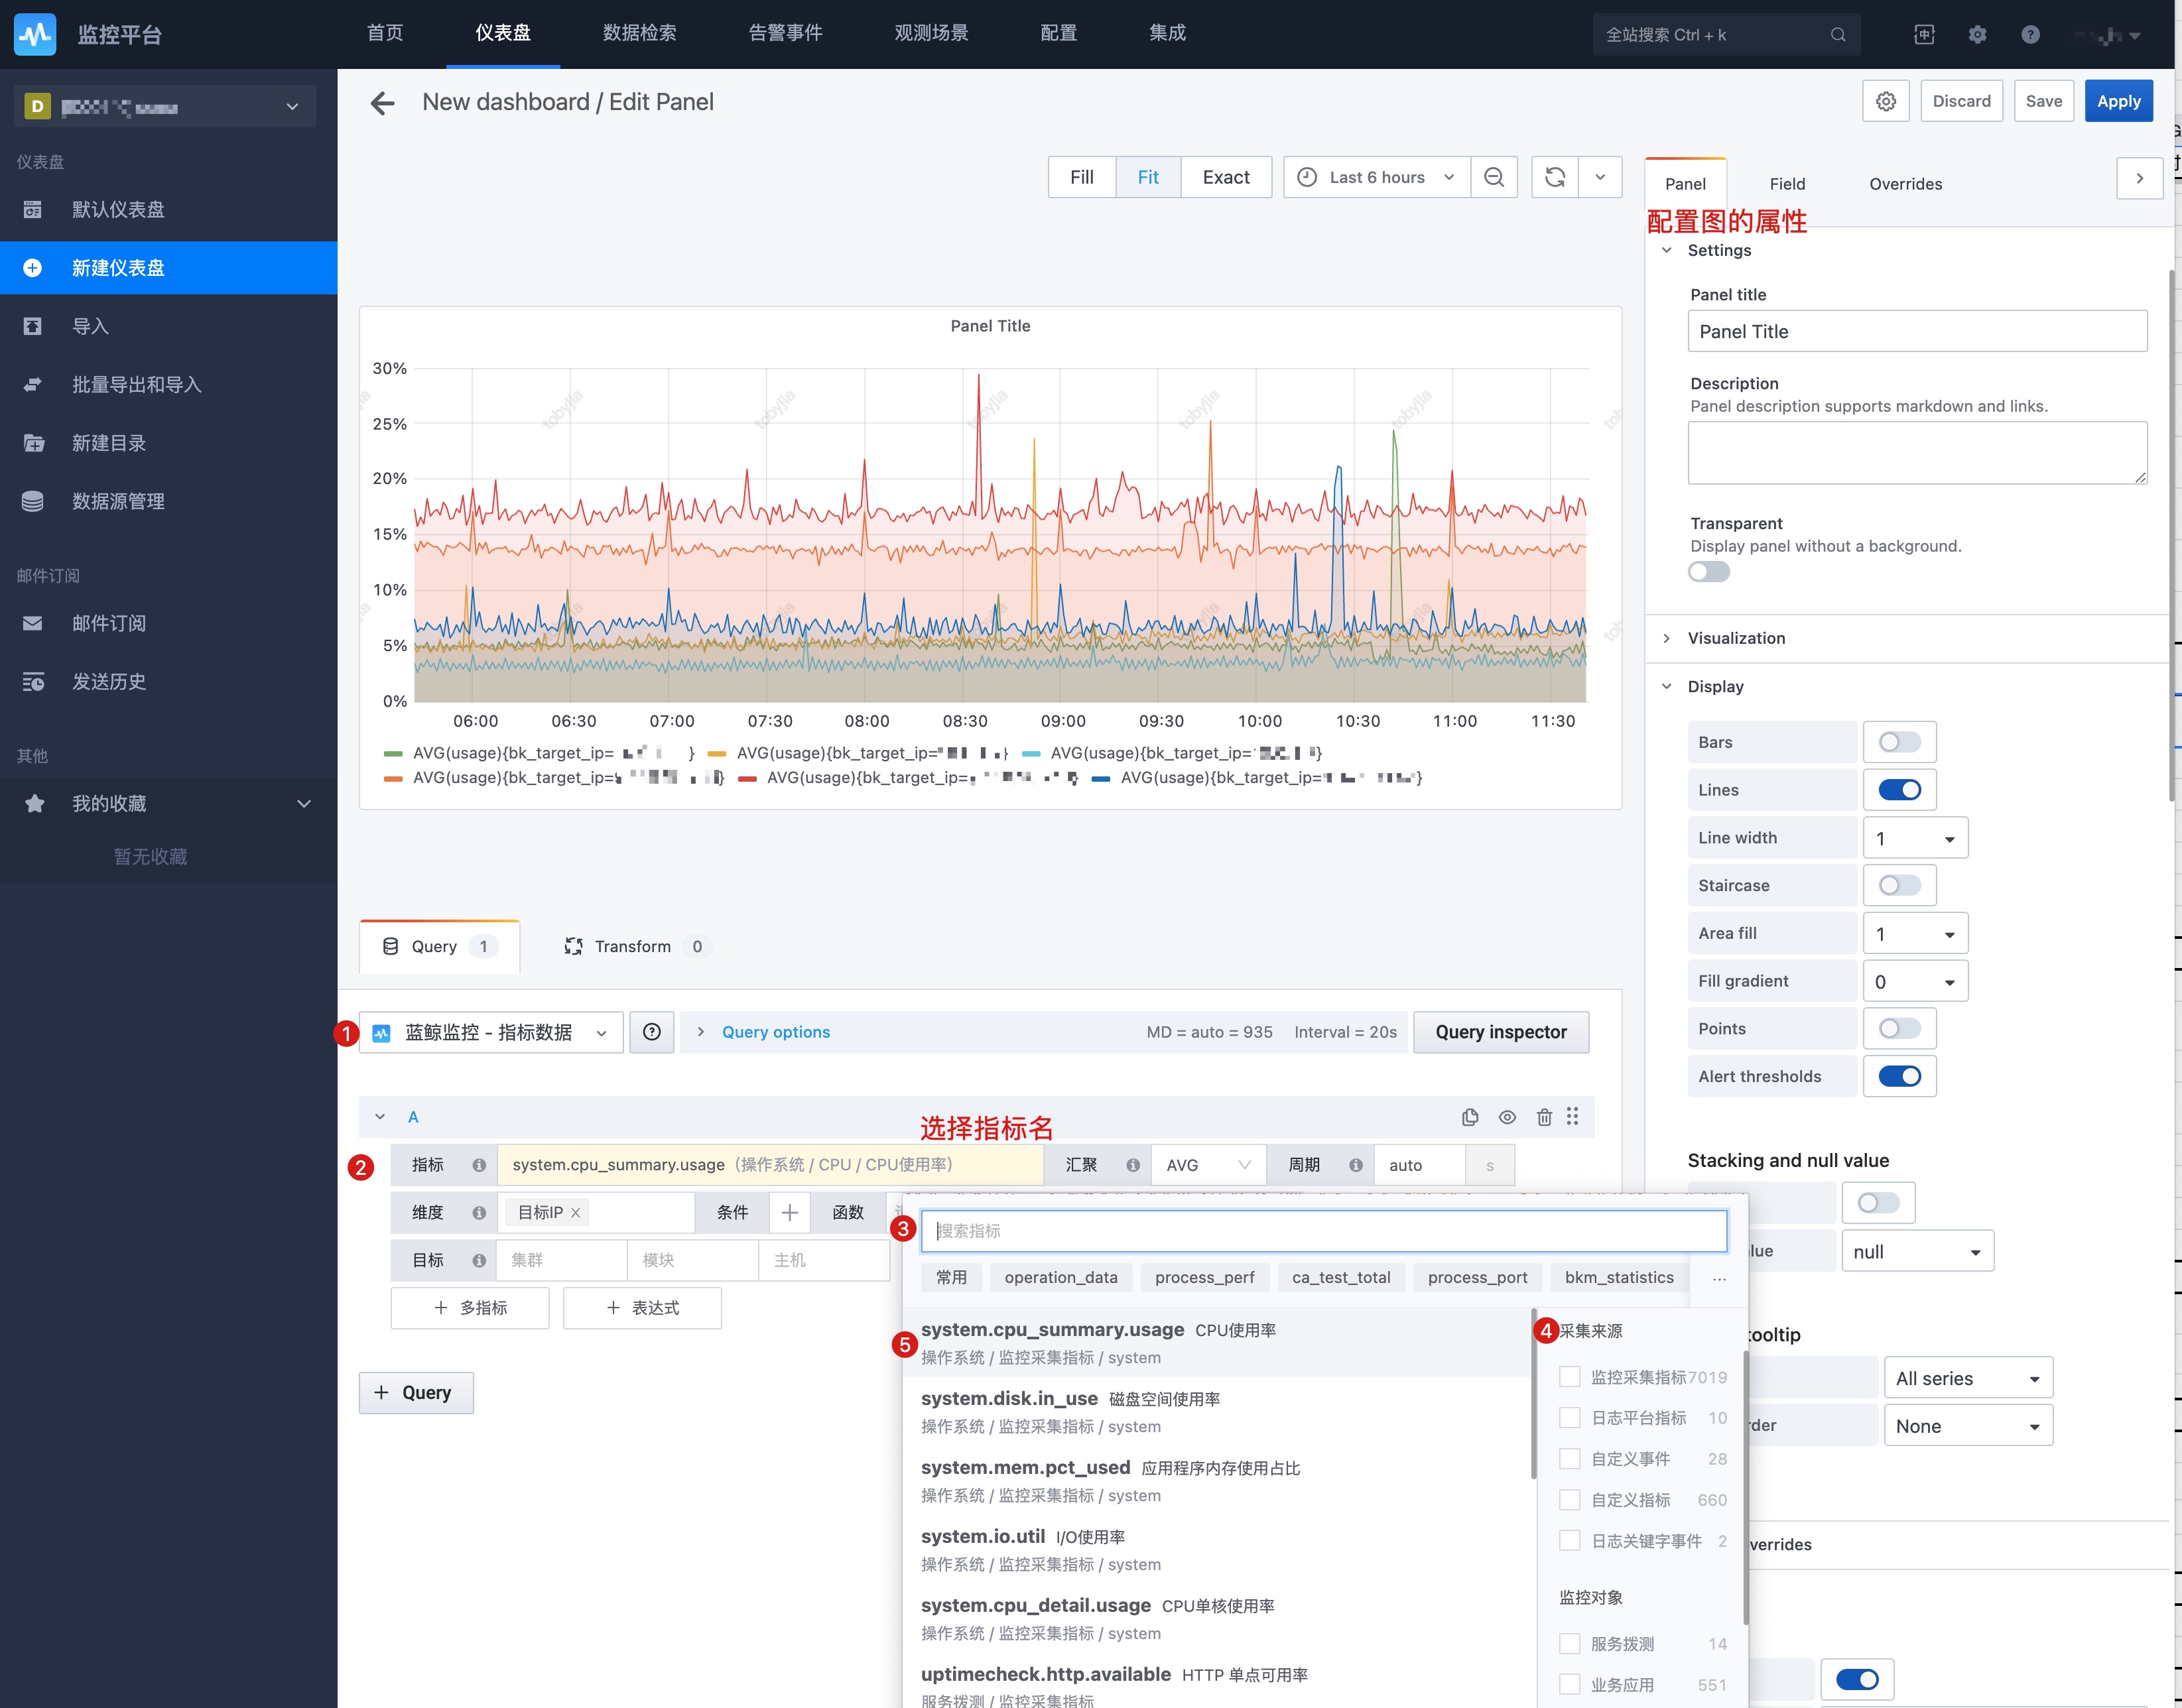 监控平台
首页
仪表盘
数据检索
告警事件
观测场景
配置
集成
全站搜索 Ctrl + k
D
仪表盘
默认仪表盘
新建仪表盘
导入
批量导出和导入
新建目录
数据源管理
邮件订阅
邮件订阅
发送历史
其他
我的收藏
暂无收藏
New dashboard / Edit Panel
Discard
Save
Apply
Fill
Fit
Exact
Last 6 hours
Panel
Field
Overrides
配置图的属性
Settings
Panel title
Panel Title
Description
Panel description supports markdown and links.
Transparent
Display panel without a background.
Visualization
Display
Bars
Lines
Line width
1
Staircase
Area fill
1
Fill gradient
0
Points
Alert thresholds
Stacking and null value
lue
null
ooltip
All series
rder
None
verrides
Panel Title
30%
25%
20%
15%
10%
5%
0%
tobyjia
tobyjia
tobyjia
tobyjia
tobyjia
06:00
06:30
07:00
07:30
08:00
08:30
09:00
09:30
10:00
10:30
11:00
11:30
AVG(usage){bk_target_ip= }
AVG(usage){bk_target_ip= }
AVG(usage){bk_target_ip= }
AVG(usage){bk_target_ip= }
AVG(usage){bk_target_ip= }
AVG(usage){bk_target_ip= }
Query 1
Transform 0
1
蓝鲸监控 - 指标数据
Query options
MD = auto = 935
Interval = 20s
Query inspector
A
选择指标名
2
指标
system.cpu_summary.usage（操作系统 / CPU / CPU使用率）
汇聚
AVG
周期
auto
s
维度
目标IP ×
条件
+
函数
目标
集群
模块
主机
+ 多指标
+ 表达式
+ Query
3
搜索指标
常用
operation_data
process_perf
ca_test_total
process_port
bkm_statistics
...
5
system.cpu_summary.usage CPU使用率
操作系统 / 监控采集指标 / system
system.disk.in_use 磁盘空间使用率
操作系统 / 监控采集指标 / system
system.mem.pct_used 应用程序内存使用占比
操作系统 / 监控采集指标 / system
system.io.util I/O使用率
操作系统 / 监控采集指标 / system
system.cpu_detail.usage CPU单核使用率
操作系统 / 监控采集指标 / system
uptimecheck.http.available HTTP 单点可用率
服务拨测 / 监控采集指标
4
采集来源
监控采集指标 7019
日志平台指标 10
自定义事件 28
自定义指标 660
日志关键字事件 2
监控对象
服务拨测 14
业务应用 551